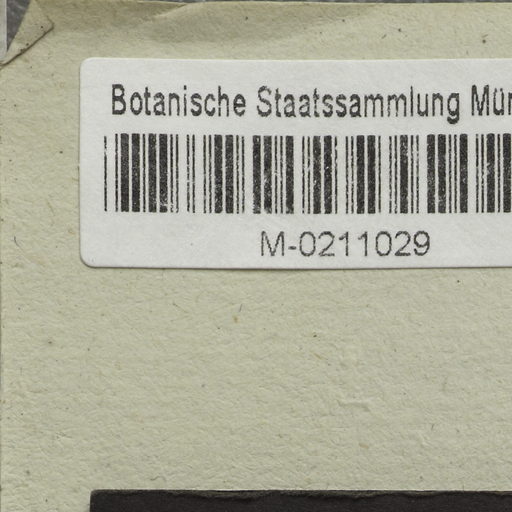 Botanische Staatssammlung Mün
M-0211029